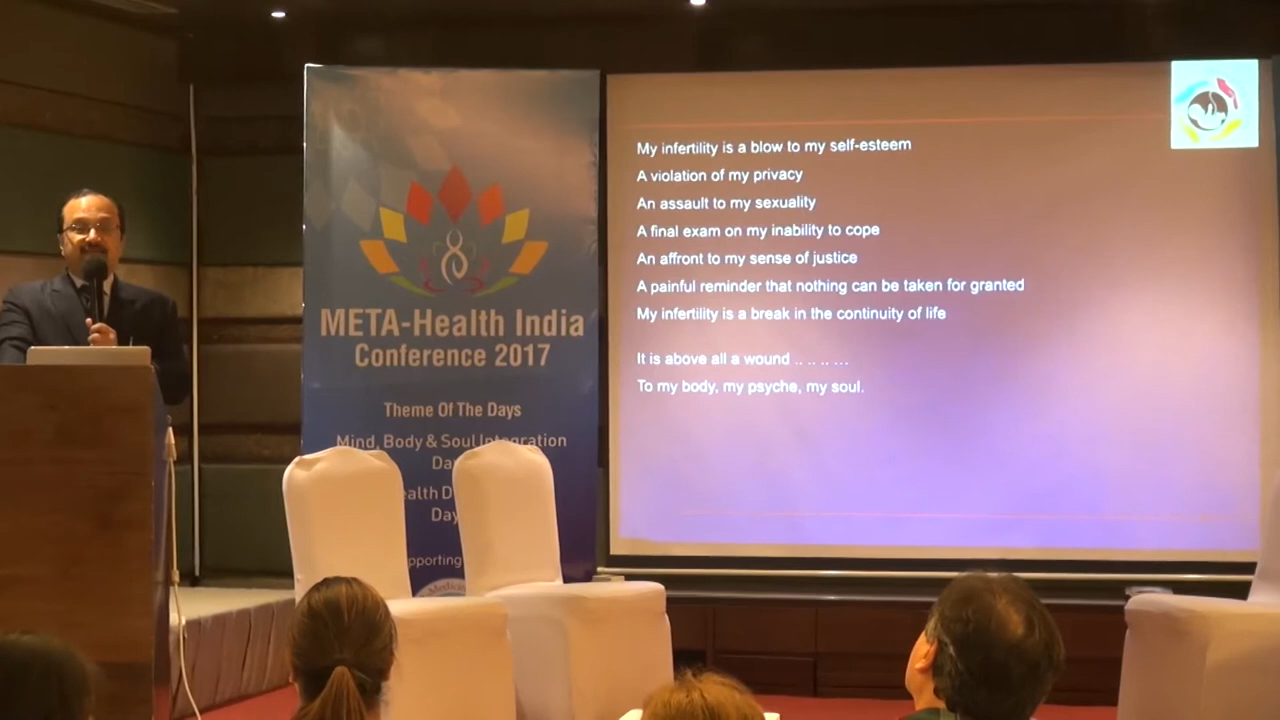 META-Health India
Conference 2017
Theme Of The Days
Mind, Body & Soul Integration
Day
My infertility is a blow to my self-esteem
A violation of my privacy
An assault to my sexuality
A final exam on my inability to cope
An affront to my sense of justice
A painful reminder that nothing can be taken for granted
My infertility is a break in the continuity of life
It is above all a wound .. .. .. ...
To my body, my psyche, my soul.